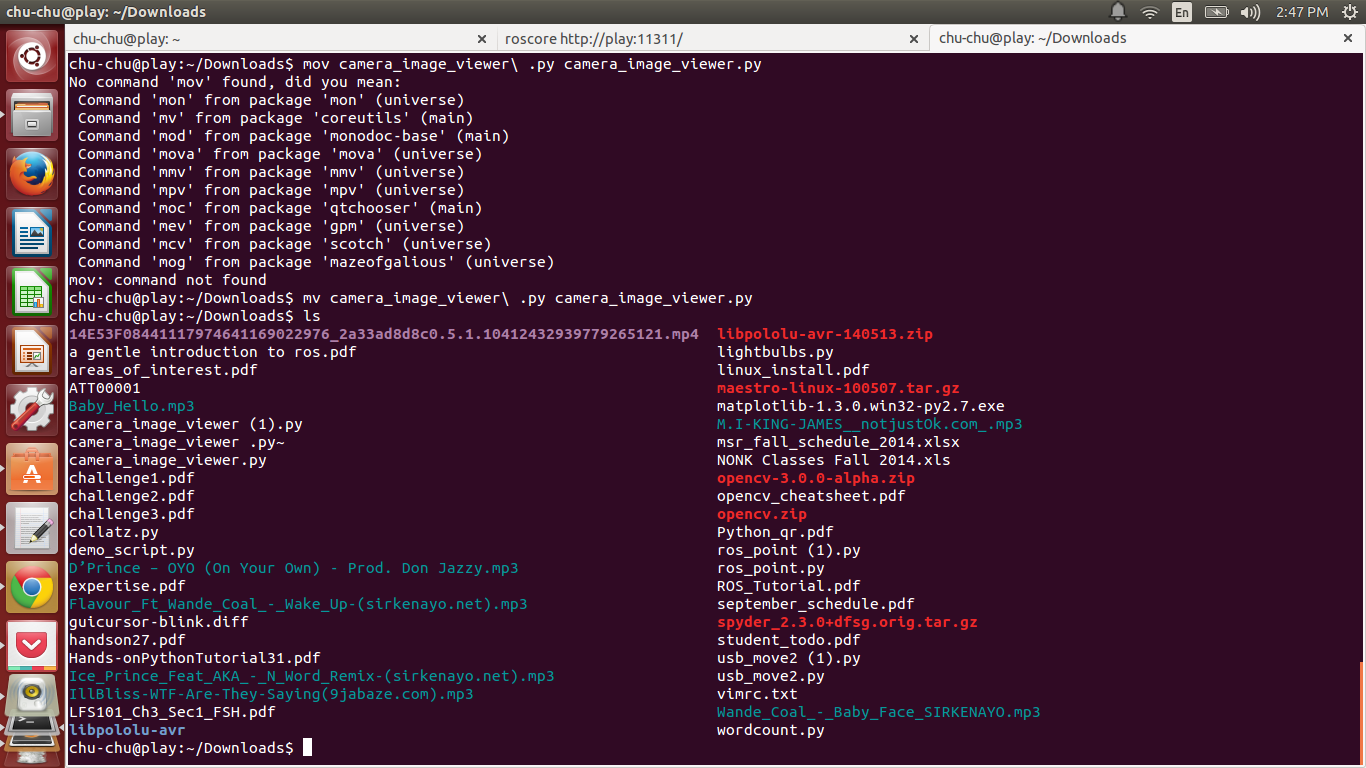 chu-chu@play: ~/Downloads
En
2:47 PM
chu-chu@play: ~
roscore http://play:11311/
chu-chu@play: ~/Downloads
chu-chu@play:~/Downloads$ mov camera_image_viewer\ .py camera_image_viewer.py
No command 'mov' found, did you mean:
Command 'mon' from package 'mon' (universe)
Command 'mv' from package 'coreutils' (main)
Command 'mod' from package 'monodoc-base' (main)
Command 'mova' from package 'mova' (universe)
Command 'mmv' from package 'mmv' (universe)
Command 'mpv' from package 'mpv' (universe)
Command 'moc' from package 'qtchooser' (main)
Command 'mev' from package 'gpm' (universe)
Command 'mcv' from package 'scotch' (universe)
Command 'mog' from package 'mazeofgalious' (universe)
mov: command not found
chu-chu@play:~/Downloads$ mv camera_image_viewer\ .py camera_image_viewer.py
chu-chu@play:~/Downloads$ ls
14E53F08441117974641169022976_2a33ad8d8c0.5.1.10412432939779265121.mp4 libpololu-avr-140513.zip
a gentle introduction to ros.pdf lightbulbs.py
areas_of_interest.pdf linux_install.pdf
ATT00001 maestro-linux-100507.tar.gz
Baby_Hello.mp3 matplotlib-1.3.0.win32-py2.7.exe
camera_image_viewer (1).py M.I-KING-JAMES__notjustOk.com_.mp3
camera_image_viewer .py~ msr_fall_schedule_2014.xlsx
camera_image_viewer.py NONK Classes Fall 2014.xls
challenge1.pdf opencv-3.0.0-alpha.zip
challenge2.pdf opencv_cheatsheet.pdf
challenge3.pdf opencv.zip
collatz.py Python_qr.pdf
demo_script.py ros_point (1).py
D’Prince – OYO (On Your Own) - Prod. Don Jazzy.mp3 ros_point.py
expertise.pdf ROS_Tutorial.pdf
Flavour_Ft_Wande_Coal_-_Wake_Up-(sirkenayo.net).mp3 september_schedule.pdf
guicursor-blink.diff spyder_2.3.0+dfsg.orig.tar.gz
handson27.pdf student_todo.pdf
Hands-onPythonTutorial31.pdf usb_move2 (1).py
Ice_Prince_Feat_AKA_-_N_Word_Remix-(sirkenayo.net).mp3 usb_move2.py
IllBliss-WTF-Are-They-Saying(9jabaze.com).mp3 vimrc.txt
LFS101_Ch3_Sec1_FSH.pdf Wande_Coal_-_Baby_Face_SIRKENAYO.mp3
libpololu-avr wordcount.py
chu-chu@play:~/Downloads$